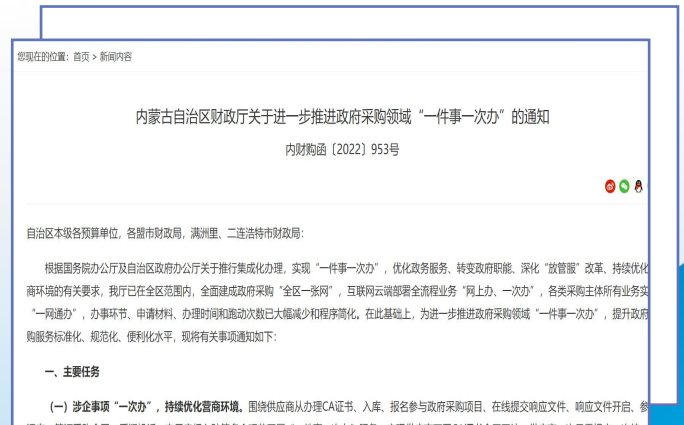 您现在的位置：首页 > 新闻内容
内蒙古自治区财政厅关于进一步推进政府采购领域“一件事一次办”的通知
内财购函〔2022〕953号
自治区本级各预算单位，各盟市财政局，满洲里、二连浩特市财政局：
根据国务院办公厅及自治区政府办公厅关于推行集成化办理，实现“一件事一次办”，优化政务服务、转变政府职能、深化“放管服”改革、持续优化
商环境的有关要求，我厅已在全区范围内，全面建成政府采购“全区一张网”，互联网云端部署全流程业务“网上办、一次办”，各类采购主体所有业务实
“一网通办”，办事环节、申请材料、办理时间和跑动次数已大幅减少和程序简化。在此基础上，为进一步推进政府采购领域“一件事一次办”，提升政府
购服务标准化、规范化、便利化水平，现将有关事项通知如下：
一、主要任务
（一）涉企事项“一次办”，持续优化营商环境。围绕供应商从办理CA证书、入库、报名参与政府采购项目、在线提交响应文件、响应文件开启、参